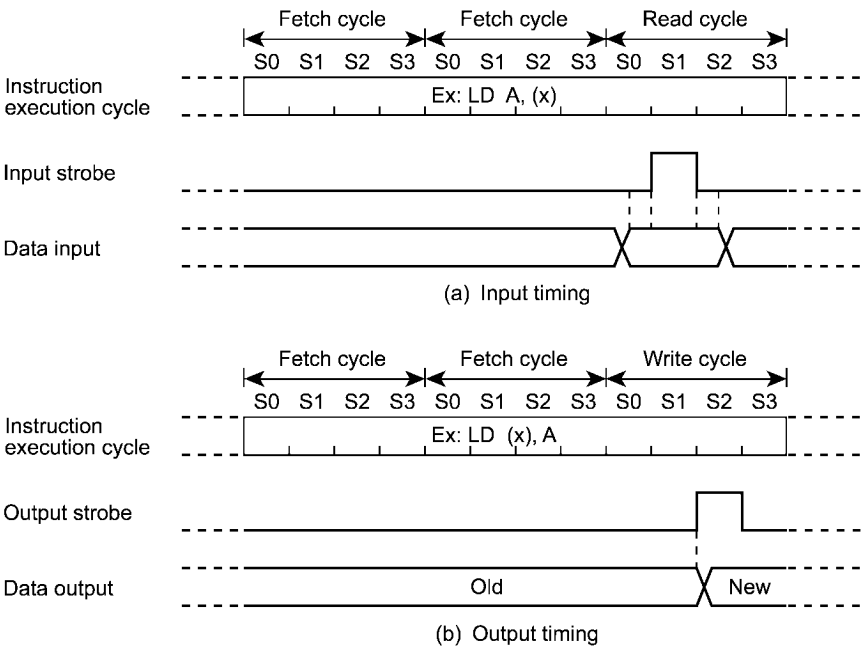 Fetch cycle Fetch cycle Read cycle
S0 S1 S2 S3 S0 S1 S2 S3 S0 S1 S2 S3
Instruction
execution cycle
Ex: LD A, (x)
Input strobe
Data input
(a) Input timing
Fetch cycle Fetch cycle Write cycle
S0 S1 S2 S3 S0 S1 S2 S3 S0 S1 S2 S3
Instruction
execution cycle
Ex: LD (x), A
Output strobe
Data output
Old New
(b) Output timing